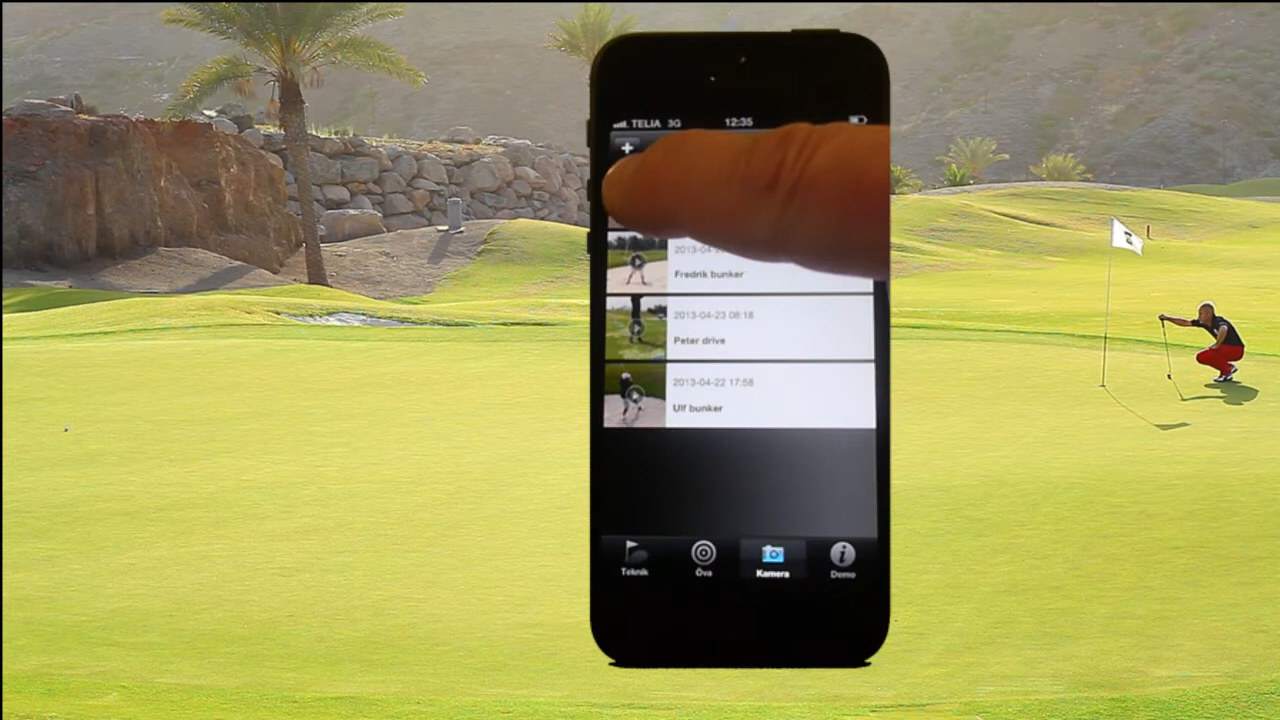 TELIA 3G 12:35
+
2013-04-2
Fredrik bunker
2013-04-23 08:18
Peter drive
2013-04-22 17:58
Ulf bunker
Teknik Öva Kamera Demo